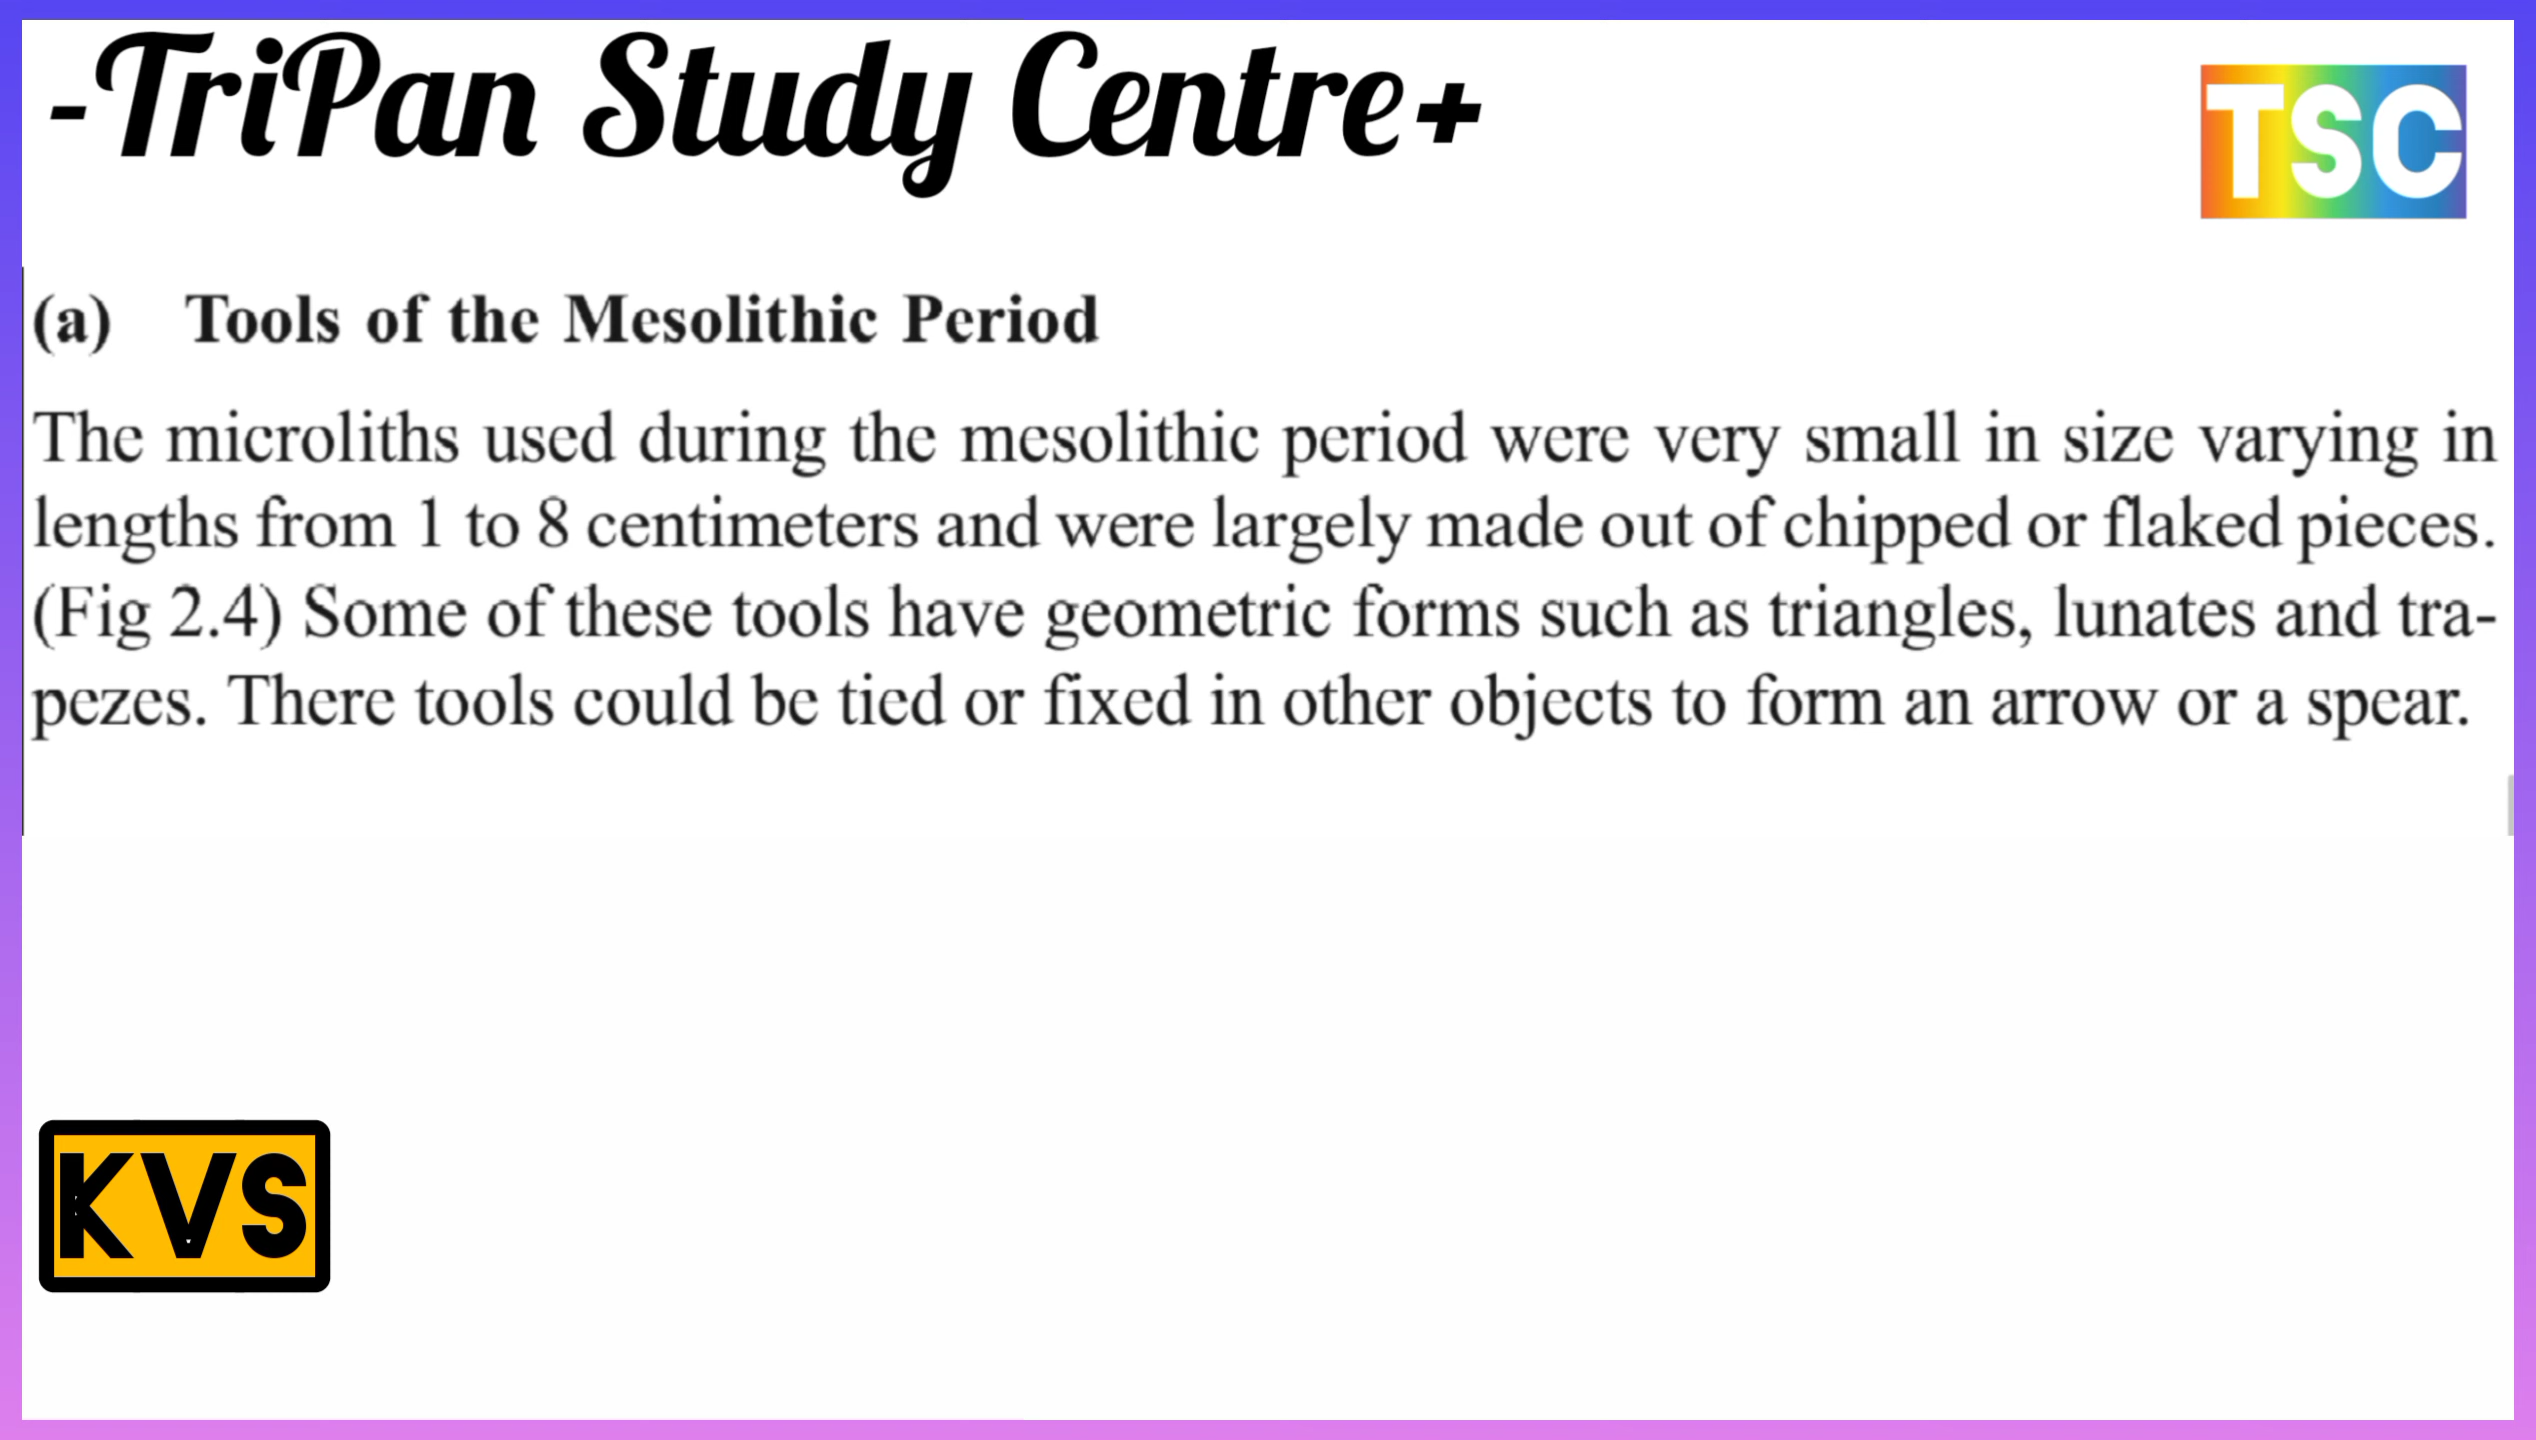 -TriPan Study Centre+
TSC
(a) Tools of the Mesolithic Period
The microliths used during the mesolithic period were very small in size varying in
lengths from 1 to 8 centimeters and were largely made out of chipped or flaked pieces.
(Fig 2.4) Some of these tools have geometric forms such as triangles, lunates and tra-
pezes. There tools could be tied or fixed in other objects to form an arrow or a spear.
KVS